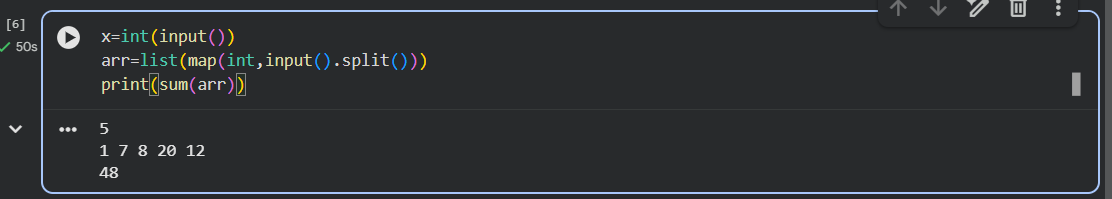 [6]
50s
x=int(input())
arr=list(map(int,input().split()))
print(sum(arr))
5
1 7 8 20 12
48